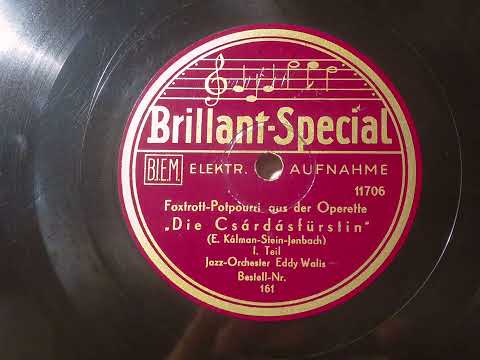 Brillant-Special
B.I.E.M. ELEKTR. AUFNAHME
11706
Foxtrott-Potpourri aus der Operette
„Die Csárdásfürstin"
(E. Kálman-Stein-Jenbach)
I. Teil
Jazz-Orchester Eddy Walis
Bestell-Nr.
161